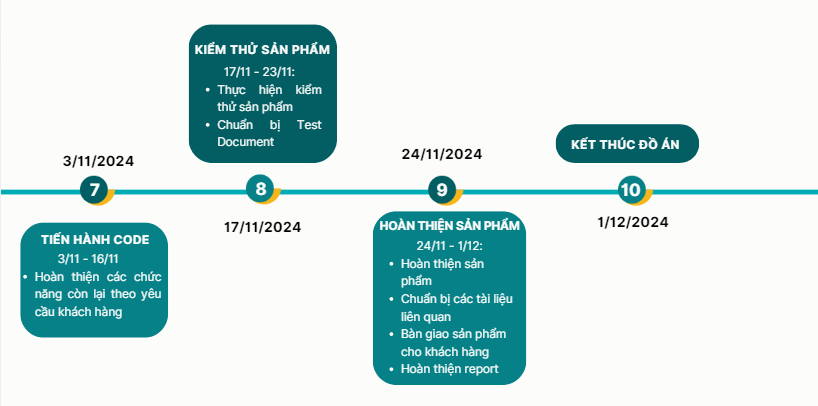 3/11/2024
7
TIẾN HÀNH CODE
3/11 - 16/11
• Hoàn thiện các chức
năng còn lại theo yêu
cầu khách hàng
KIỂM THỬ SẢN PHẨM
17/11 - 23/11:
• Thực hiện kiểm
thử sản phẩm
• Chuẩn bị Test
Document
8
17/11/2024
24/11/2024
9
HOÀN THIỆN SẢN PHẨM
24/11 - 1/12:
• Hoàn thiện sản
phẩm
• Chuẩn bị các tài liệu
liên quan
• Bàn giao sản phẩm
cho khách hàng
• Hoàn thiện report
KẾT THÚC ĐỒ ÁN
10
1/12/2024